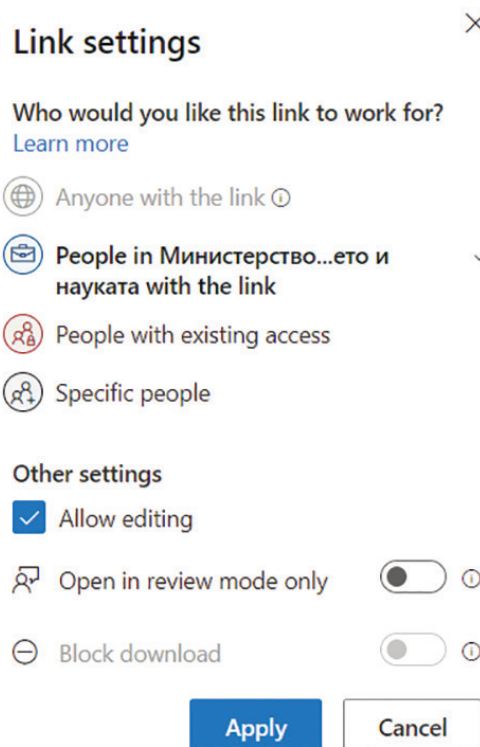 Link settings
Who would you like this link to work for?
Learn more
Anyone with the link
People in Министерство...ето и
науката with the link
People with existing access
Specific people
Other settings
Allow editing
Open in review mode only
Block download
Apply
Cancel